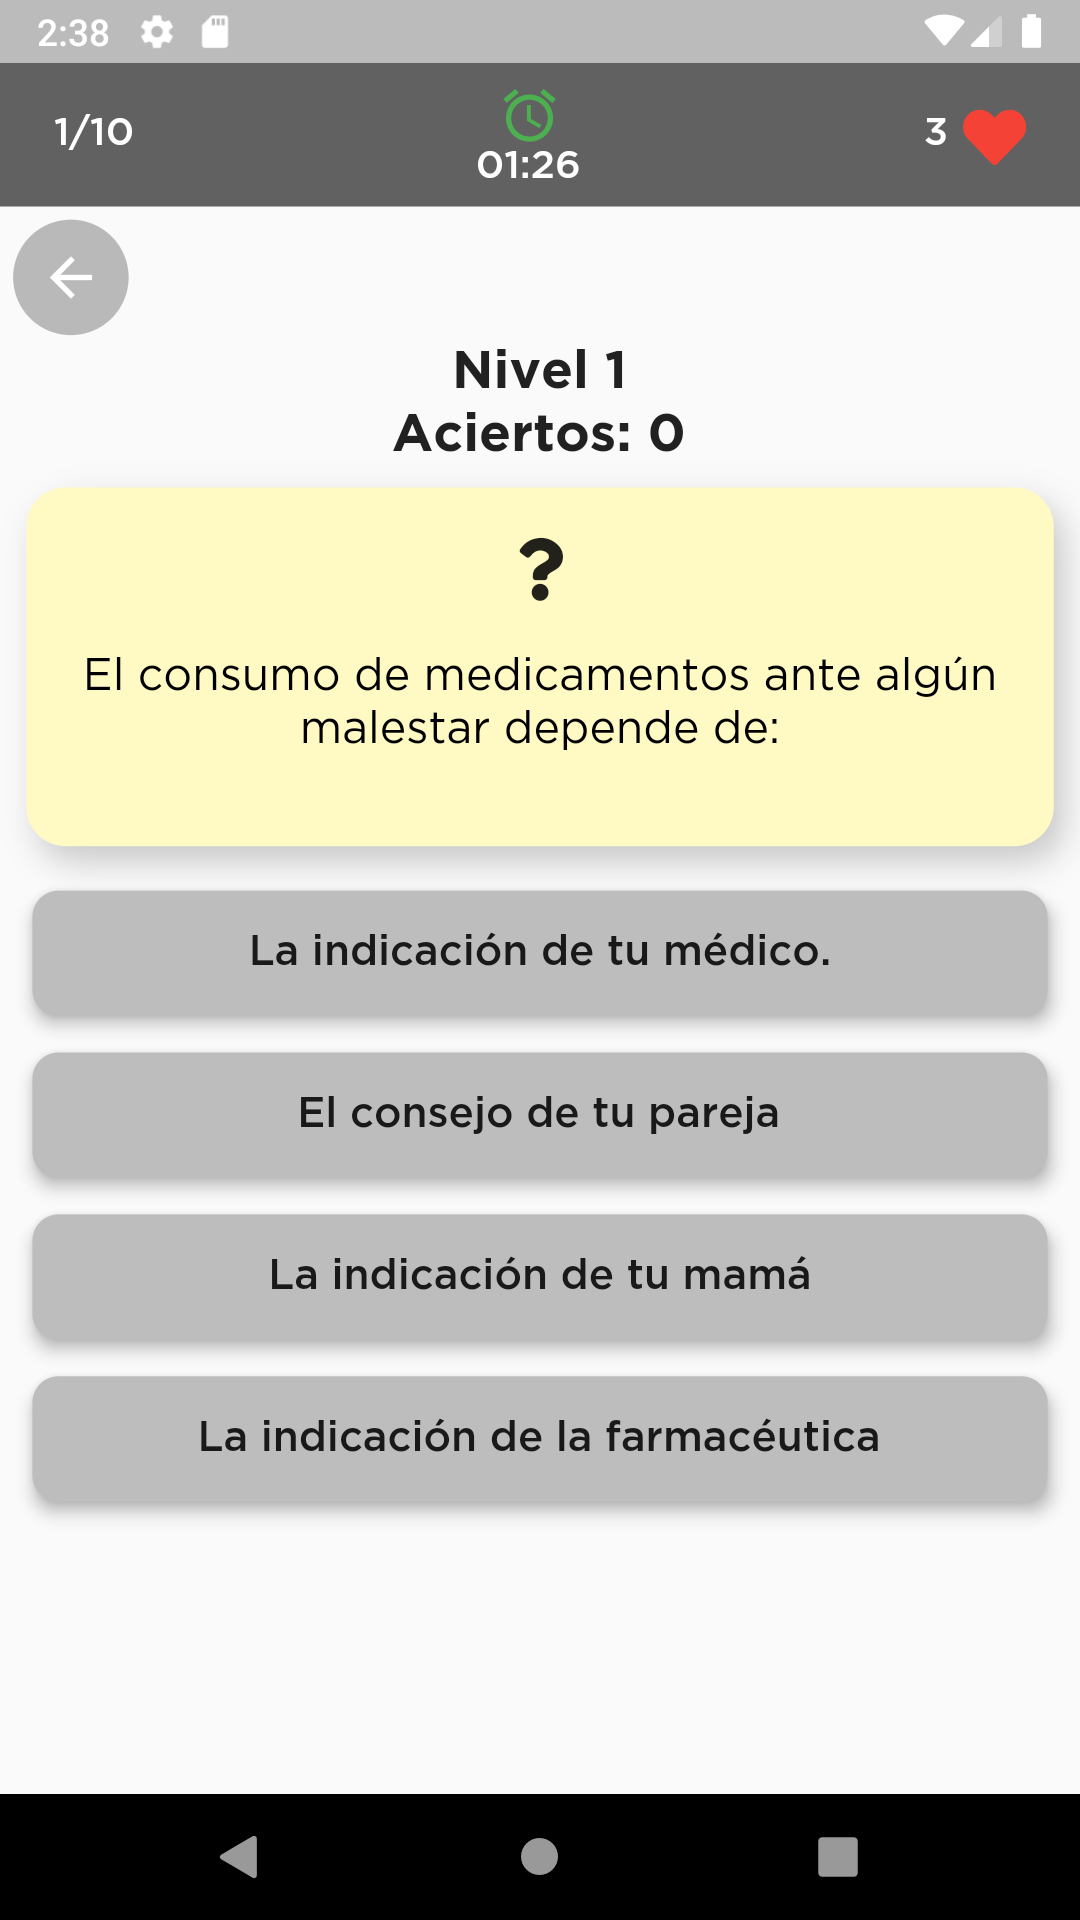 2:38
1/10
01:26
3
Nivel 1
Aciertos: 0
?
El consumo de medicamentos ante algún
malestar depende de:
La indicación de tu médico.
El consejo de tu pareja
La indicación de tu mamá
La indicación de la farmacéutica